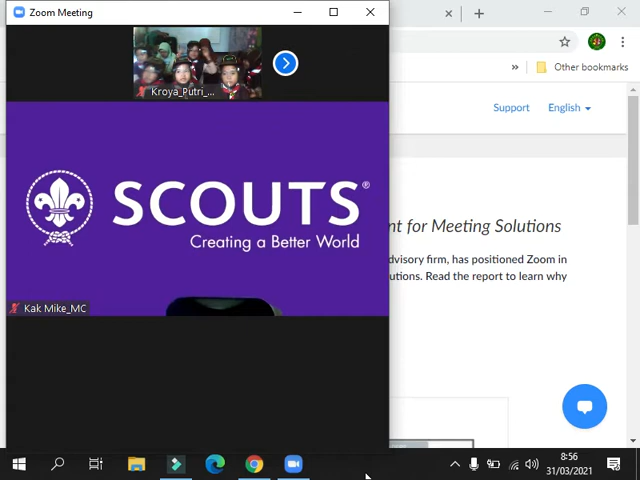 Zoom Meeting
»
Other bookmarks
Kroya_Putri_...
Support English
SCOUTS®
Creating a Better World
nt for Meeting Solutions
dvisory firm, has positioned Zoom in
utions. Read the report to learn why
Kak Mike_MC
8:56
31/03/2021